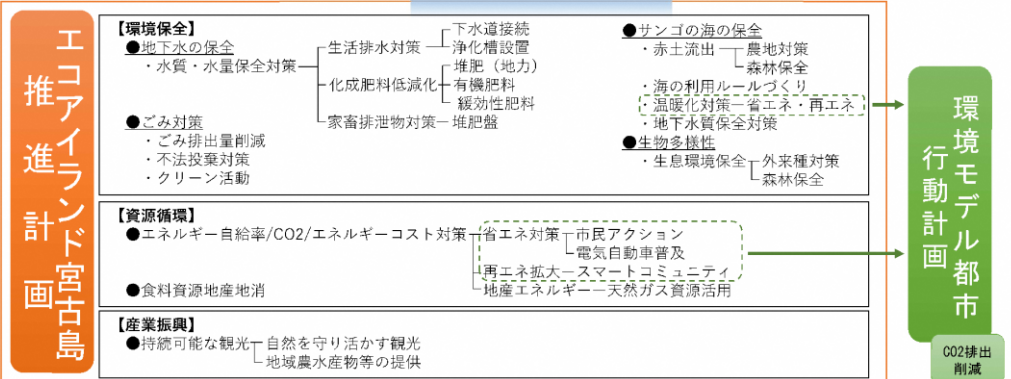 エコアイランド宮古島
推進計画
【環境保全】
●地下水の保全
・水質・水量保全対策
生活排水対策
下水道接続
浄化槽設置
化成肥料低減化
堆肥（地力）
有機肥料
緩効性肥料
家畜排泄物対策―堆肥盤
●ごみ対策
・ごみ排出量削減
・不法投棄対策
・クリーン活動
●サンゴの海の保全
・赤土流出
農地対策
森林保全
・海の利用ルールづくり
・温暖化対策―省エネ・再エネ
・地下水質保全対策
●生物多様性
・生息環境保全
外来種対策
森林保全
【資源循環】
●エネルギー自給率/CO2/エネルギーコスト対策
省エネ対策
市民アクション
電気自動車普及
再エネ拡大―スマートコミュニティ
地産エネルギー―天然ガス資源活用
●食料資源地産地消
【産業振興】
●持続可能な観光
自然を守り活かす観光
地域農水産物等の提供
環境モデル都市
行動計画
CO2排出
削減